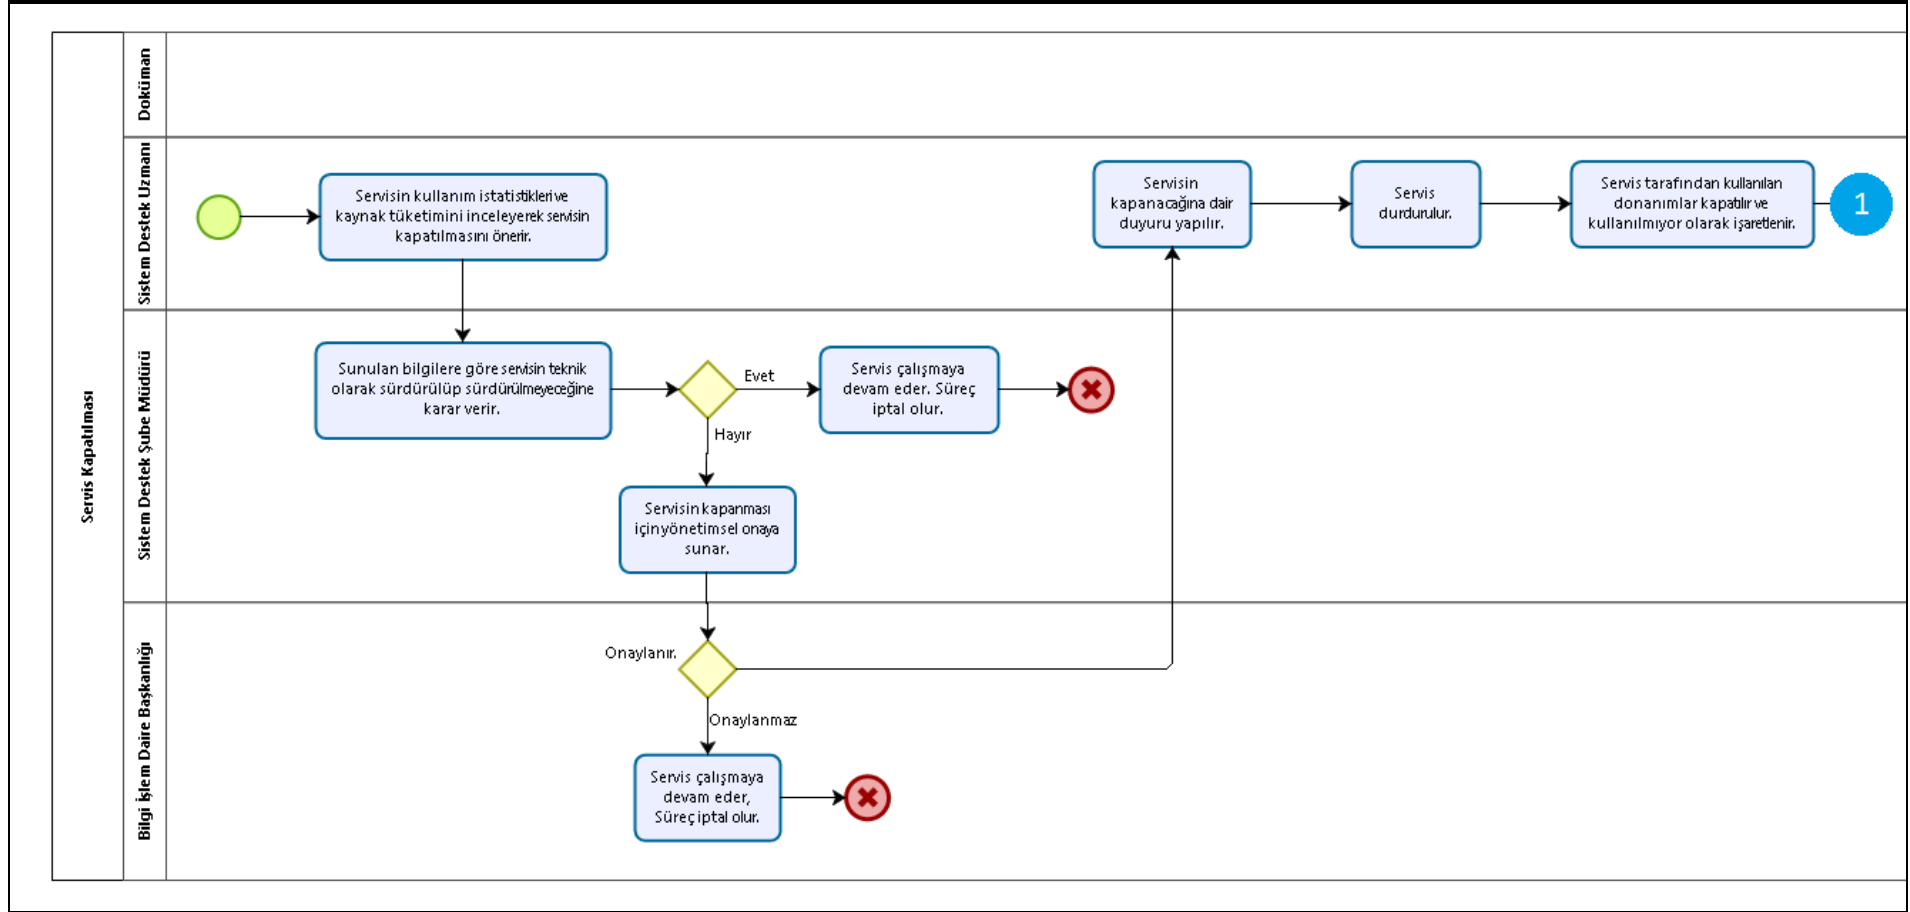 Servis Kapatılması
Doküman
Sistem Destek Uzmanı
Servisin kullanım istatistikleri ve
kaynak tüketimini inceleyerek servisin
kapatılmasını önerir.
Servisin
kapanacağına dair
duyuru yapılır.
Servis
durdurulur.
Servis tarafından kullanılan
donanımlar kapatılır ve
kullanılmıyor olarak işaretlenir.
1
Sistem Destek Şube Müdürü
Sunulan bilgilere göre servisin teknik
olarak sürdürülüp sürdürülmeyeceğine
karar verir.
Evet
Servis çalışmaya
devam eder. Süreç
iptal olur.
Hayır
Servisin kapanması
için yönetimsel onaya
sunar.
Bilgi İşlem Daire Başkanlığı
Onaylanır.
Onaylanmaz
Servis çalışmaya
devam eder,
Süreç iptal olur.